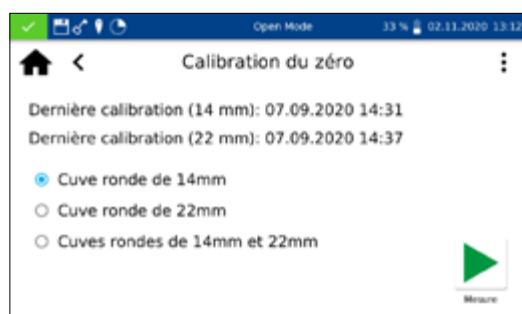 Open Mode 33 % 02.11.2020 13:12
Calibration du zéro
Dernière calibration (14 mm): 07.09.2020 14:31
Dernière calibration (22 mm): 07.09.2020 14:37
Cuve ronde de 14mm
Cuve ronde de 22mm
Cuves rondes de 14mm et 22mm
Mesure